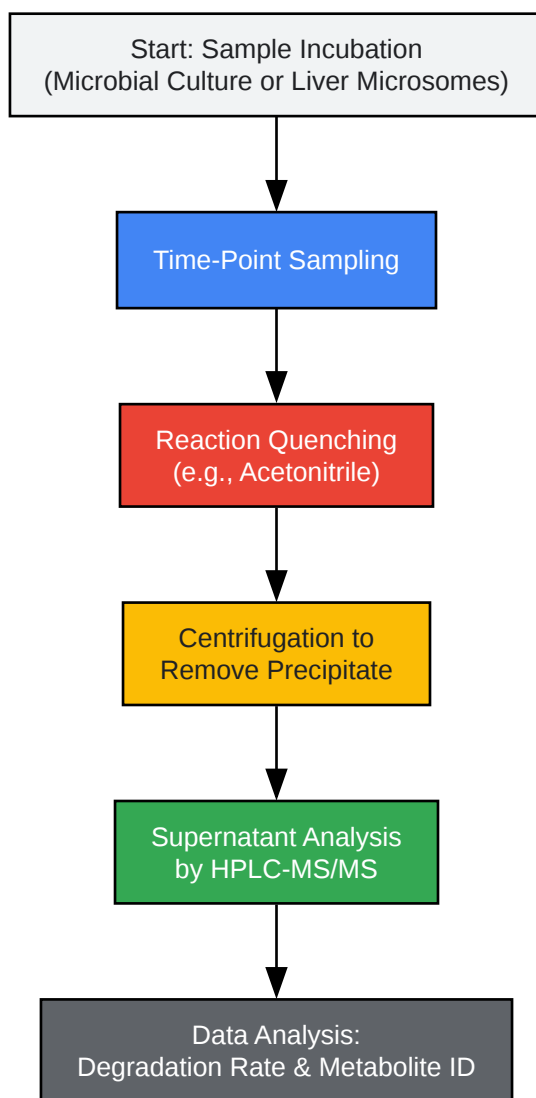 Start: Sample Incubation
(Microbial Culture or Liver Microsomes)
Time-Point Sampling
Reaction Quenching
(e.g., Acetonitrile)
Centrifugation to
Remove Precipitate
Supernatant Analysis
by HPLC-MS/MS
Data Analysis:
Degradation Rate & Metabolite ID